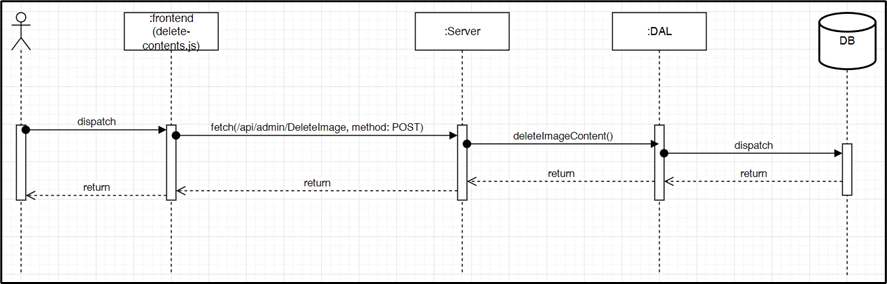 :frontend
(delete-
contents.js)
:Server
:DAL
DB
dispatch
fetch(/api/admin/DeleteImage, method: POST)
deleteImageContent()
dispatch
return
return
return
return